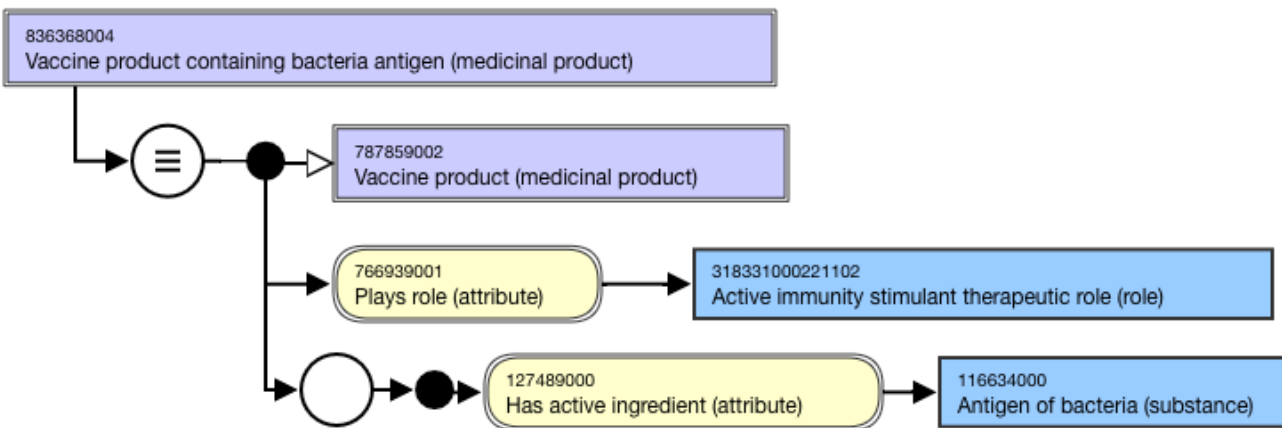 836368004
Vaccine product containing bacteria antigen (medicinal product)
787859002
Vaccine product (medicinal product)
766939001
Plays role (attribute)
318331000221102
Active immunity stimulant therapeutic role (role)
127489000
Has active ingredient (attribute)
116634000
Antigen of bacteria (substance)